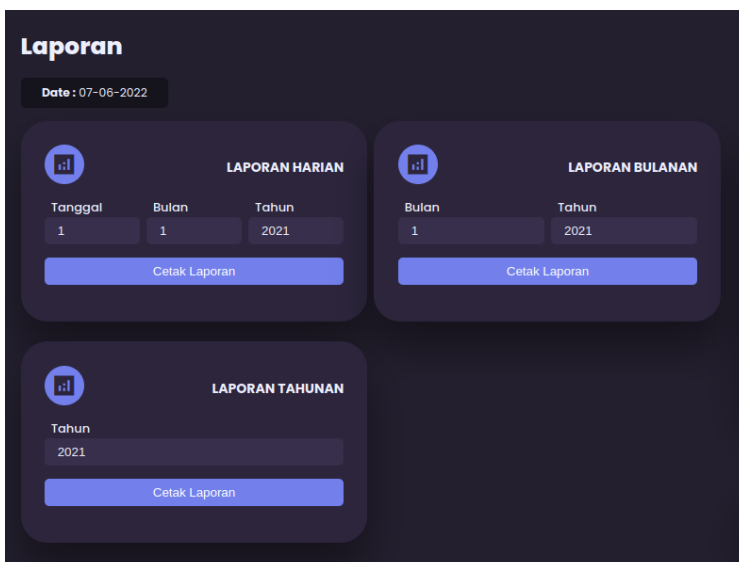 Laporan
Date : 07-06-2022
LAPORAN HARIAN
Tanggal Bulan Tahun
1 1 2021
Cetak Laporan
LAPORAN BULANAN
Bulan Tahun
1 2021
Cetak Laporan
LAPORAN TAHUNAN
Tahun
2021
Cetak Laporan